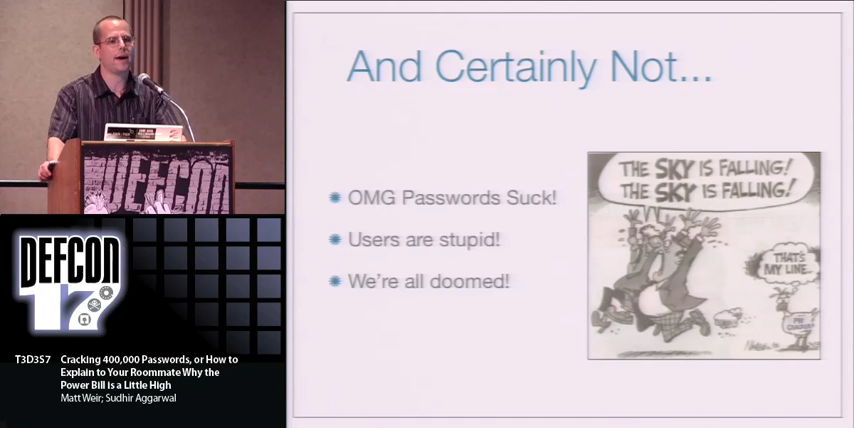 And Certainly Not...
OMG Passwords Suck!
Users are stupid!
We're all doomed!
THE SKY IS FALLING!
THE SKY IS FALLING!
THAT'S
MY LINE..
DEFCON
DEFCON
17
T3D3S7 Cracking 400,000 Passwords, or How to
Explain to Your Roommate Why the
Power Bill is a Little High
Matt Weir; Sudhir Aggarwal